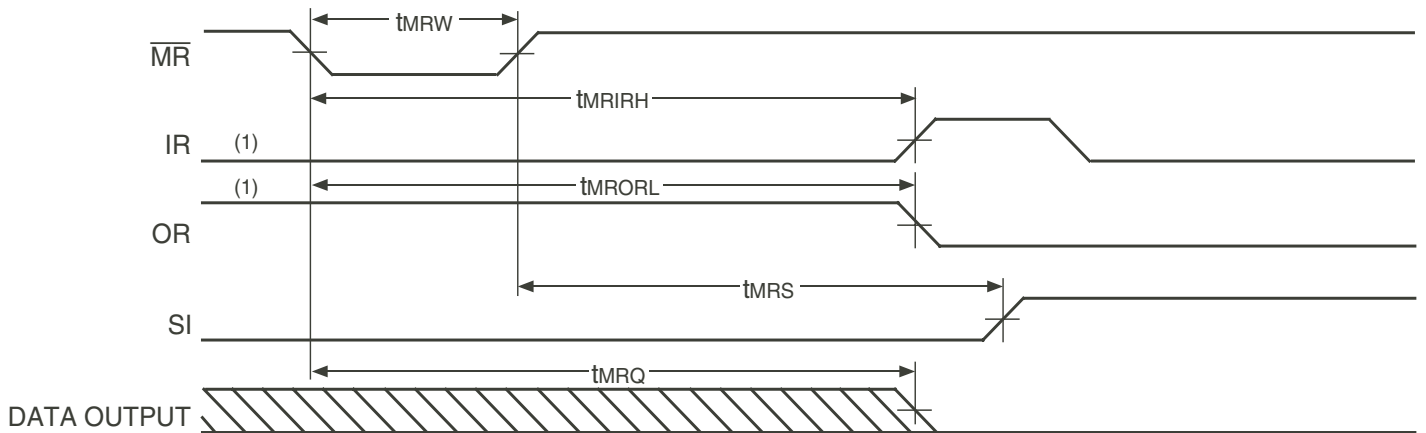 tMRW
MR
tMRIRH
IR (1)
(1) tMRORL
OR
tMRS
SI
tMRQ
DATA OUTPUT